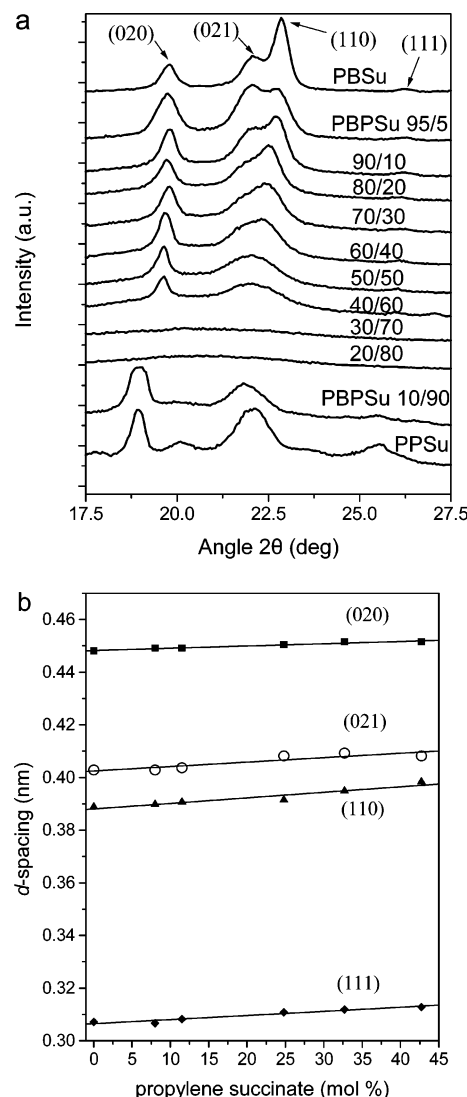 a
(020)
(021)
(110)
(111)
PBSu
PBPSu 95/5
90/10
80/20
70/30
60/40
50/50
40/60
30/70
20/80
PBPSu 10/90
PPSu
Intensity (a.u.)
17.5 20.0 22.5 25.0 27.5
Angle 2θ (deg)
b
0.46
0.44
0.42
0.40
0.38
0.36
0.34
0.32
0.30
d-spacing (nm)
(020)
(021)
(110)
(111)
0 5 10 15 20 25 30 35 40 45
propylene succinate (mol %)